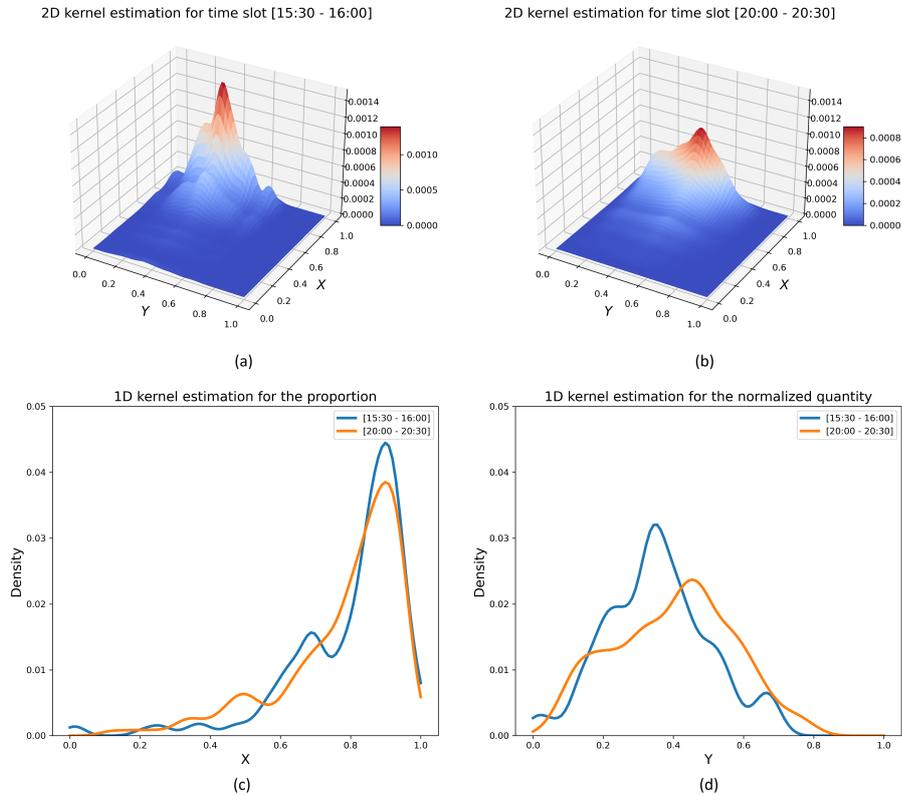 2D kernel estimation for time slot [15:30 - 16:00]
0.0014
0.0012
0.0010
0.0008
0.0006
0.0004
0.0002
0.0000
0.0010
0.0005
0.0000
0.0
0.2
0.4
0.6
0.8
1.0
Y
0.0
0.2
0.4
0.6
0.8
1.0
X
(a)
2D kernel estimation for time slot [20:00 - 20:30]
0.0014
0.0012
0.0010
0.0008
0.0006
0.0004
0.0002
0.0000
0.0008
0.0006
0.0004
0.0002
0.0000
0.0
0.2
0.4
0.6
0.8
1.0
Y
0.0
0.2
0.4
0.6
0.8
1.0
X
(b)
1D kernel estimation for the proportion
[15:30 - 16:00]
[20:00 - 20:30]
0.05
0.04
0.03
0.02
0.01
0.00
Density
0.0 0.2 0.4 0.6 0.8 1.0
X
(c)
1D kernel estimation for the normalized quantity
[15:30 - 16:00]
[20:00 - 20:30]
0.05
0.04
0.03
0.02
0.01
0.00
Density
0.0 0.2 0.4 0.6 0.8 1.0
Y
(d)